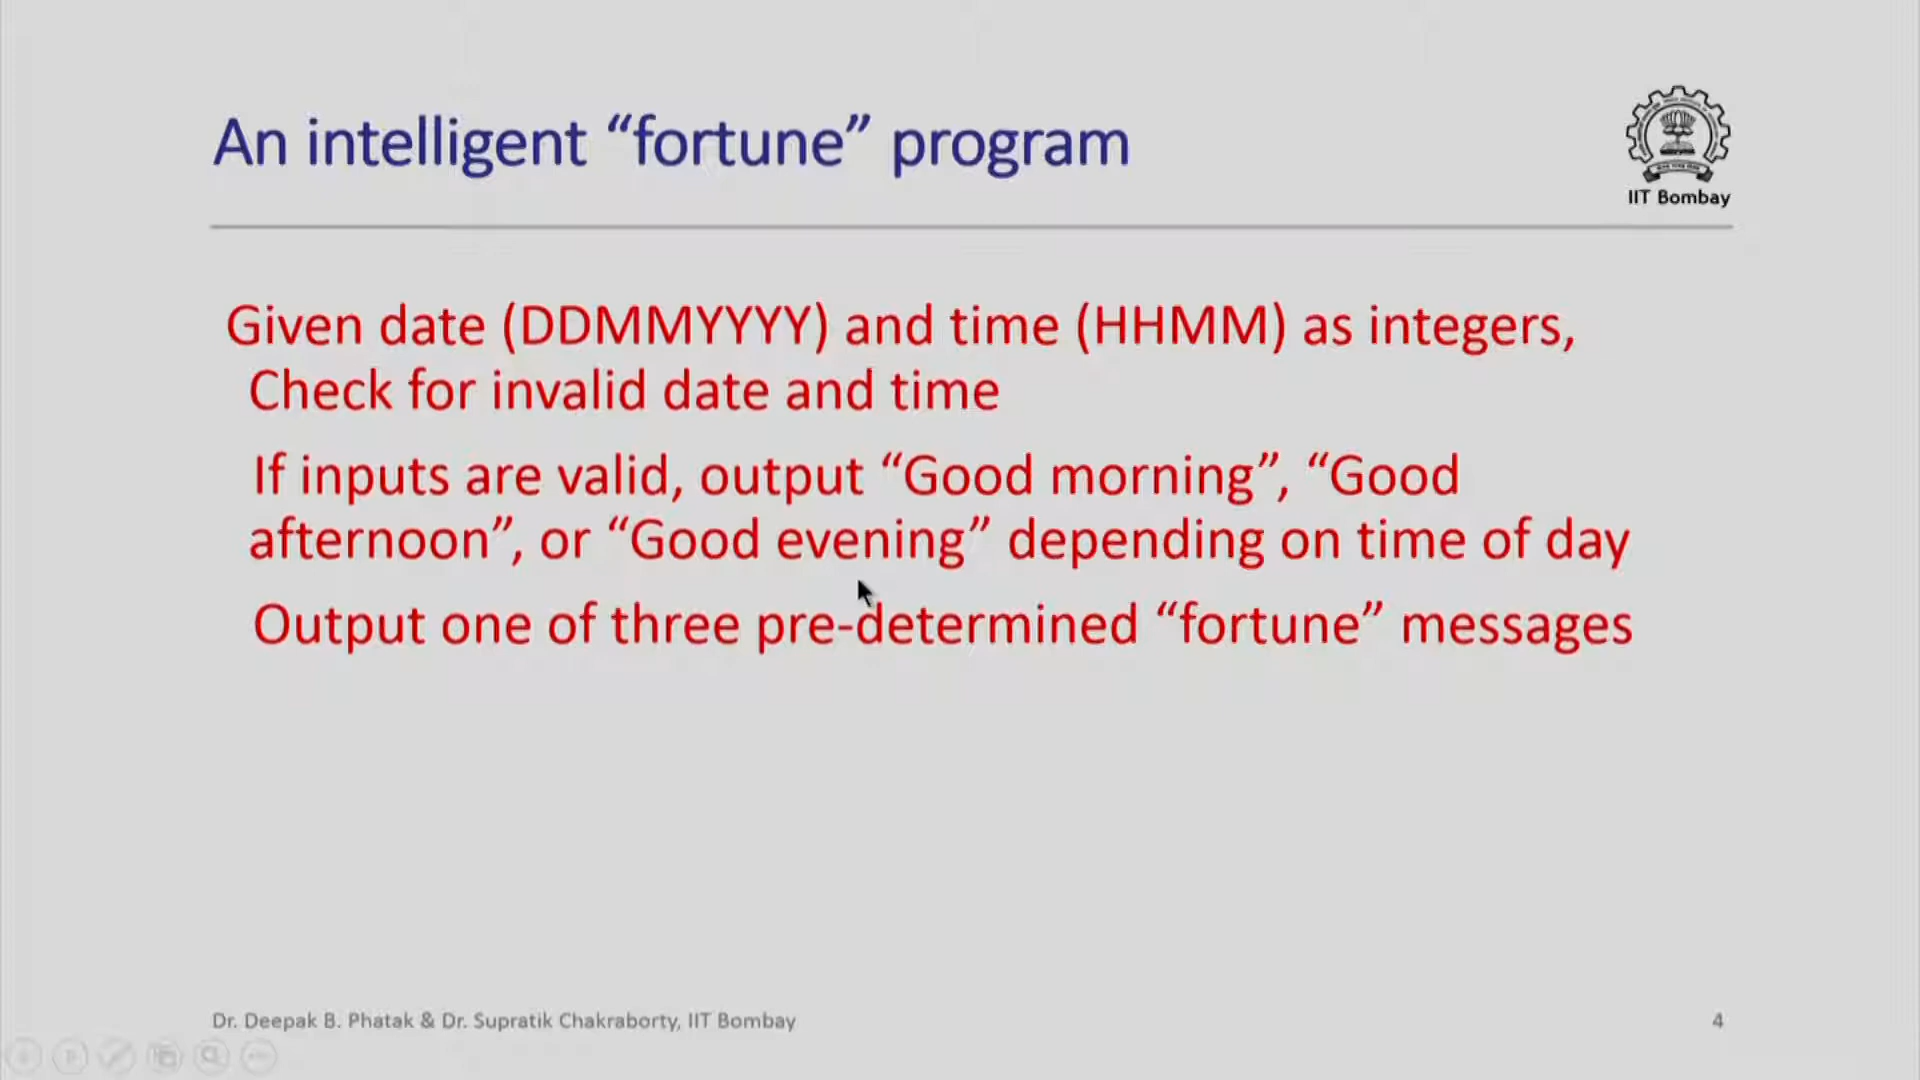 An intelligent “fortune” program
IIT Bombay
Given date (DDMMYYYY) and time (HHMM) as integers,
Check for invalid date and time
If inputs are valid, output “Good morning”, “Good
afternoon”, or “Good evening” depending on time of day
Output one of three pre-determined “fortune” messages
Dr. Deepak B. Phatak & Dr. Supratik Chakraborty, IIT Bombay
4